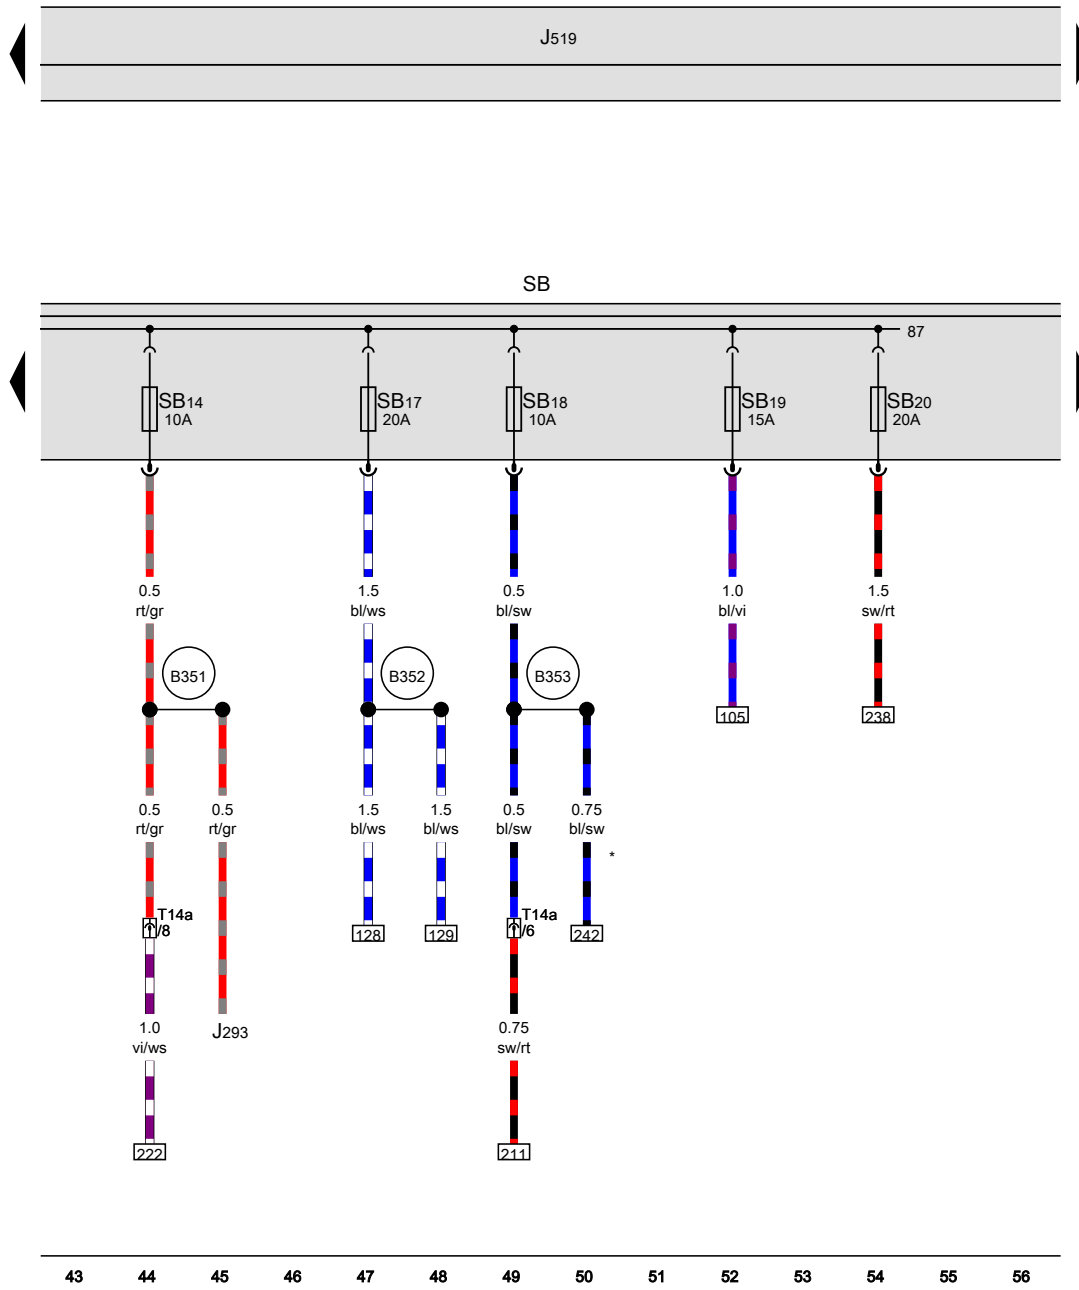 J519
SB
87
SB14 SB17 SB18 SB19 SB20
10A 20A 10A 15A 20A
0.5 1.5 0.5 1.0 1.5
rt/gr bl/ws bl/sw bl/vi sw/rt
B351 B352 B353
105 238
0.5 0.5 1.5 1.5 0.5 0.75
rt/gr rt/gr bl/ws bl/ws bl/sw bl/sw
*
T14a T14a
/8 /6
128 129 242
1.0 J293 0.75
vi/ws sw/rt
222 211
43 44 45 46 47 48 49 50 51 52 53 54 55 56